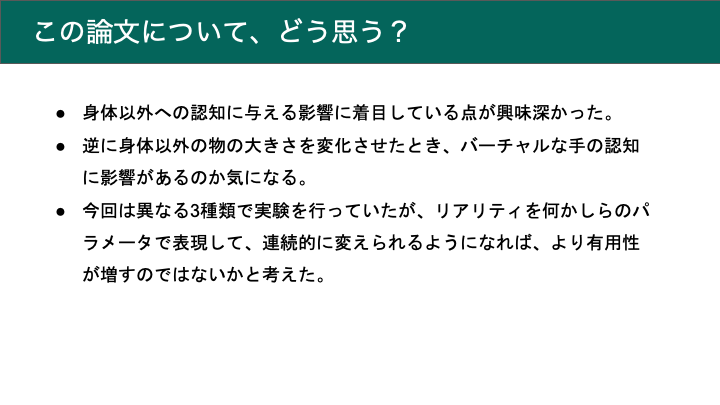 この論文について、どう思う？
● 身体以外への認知に与える影響に着目している点が興味深かった。
● 逆に身体以外の物の大きさを変化させたとき、バーチャルな手の認知
に影響があるのか気になる。
● 今回は異なる3種類で実験を行っていたが、リアリティを何かしらのパ
ラメータで表現して、連続的に変えられるようになれば、より有用性
が増すのではないかと考えた。